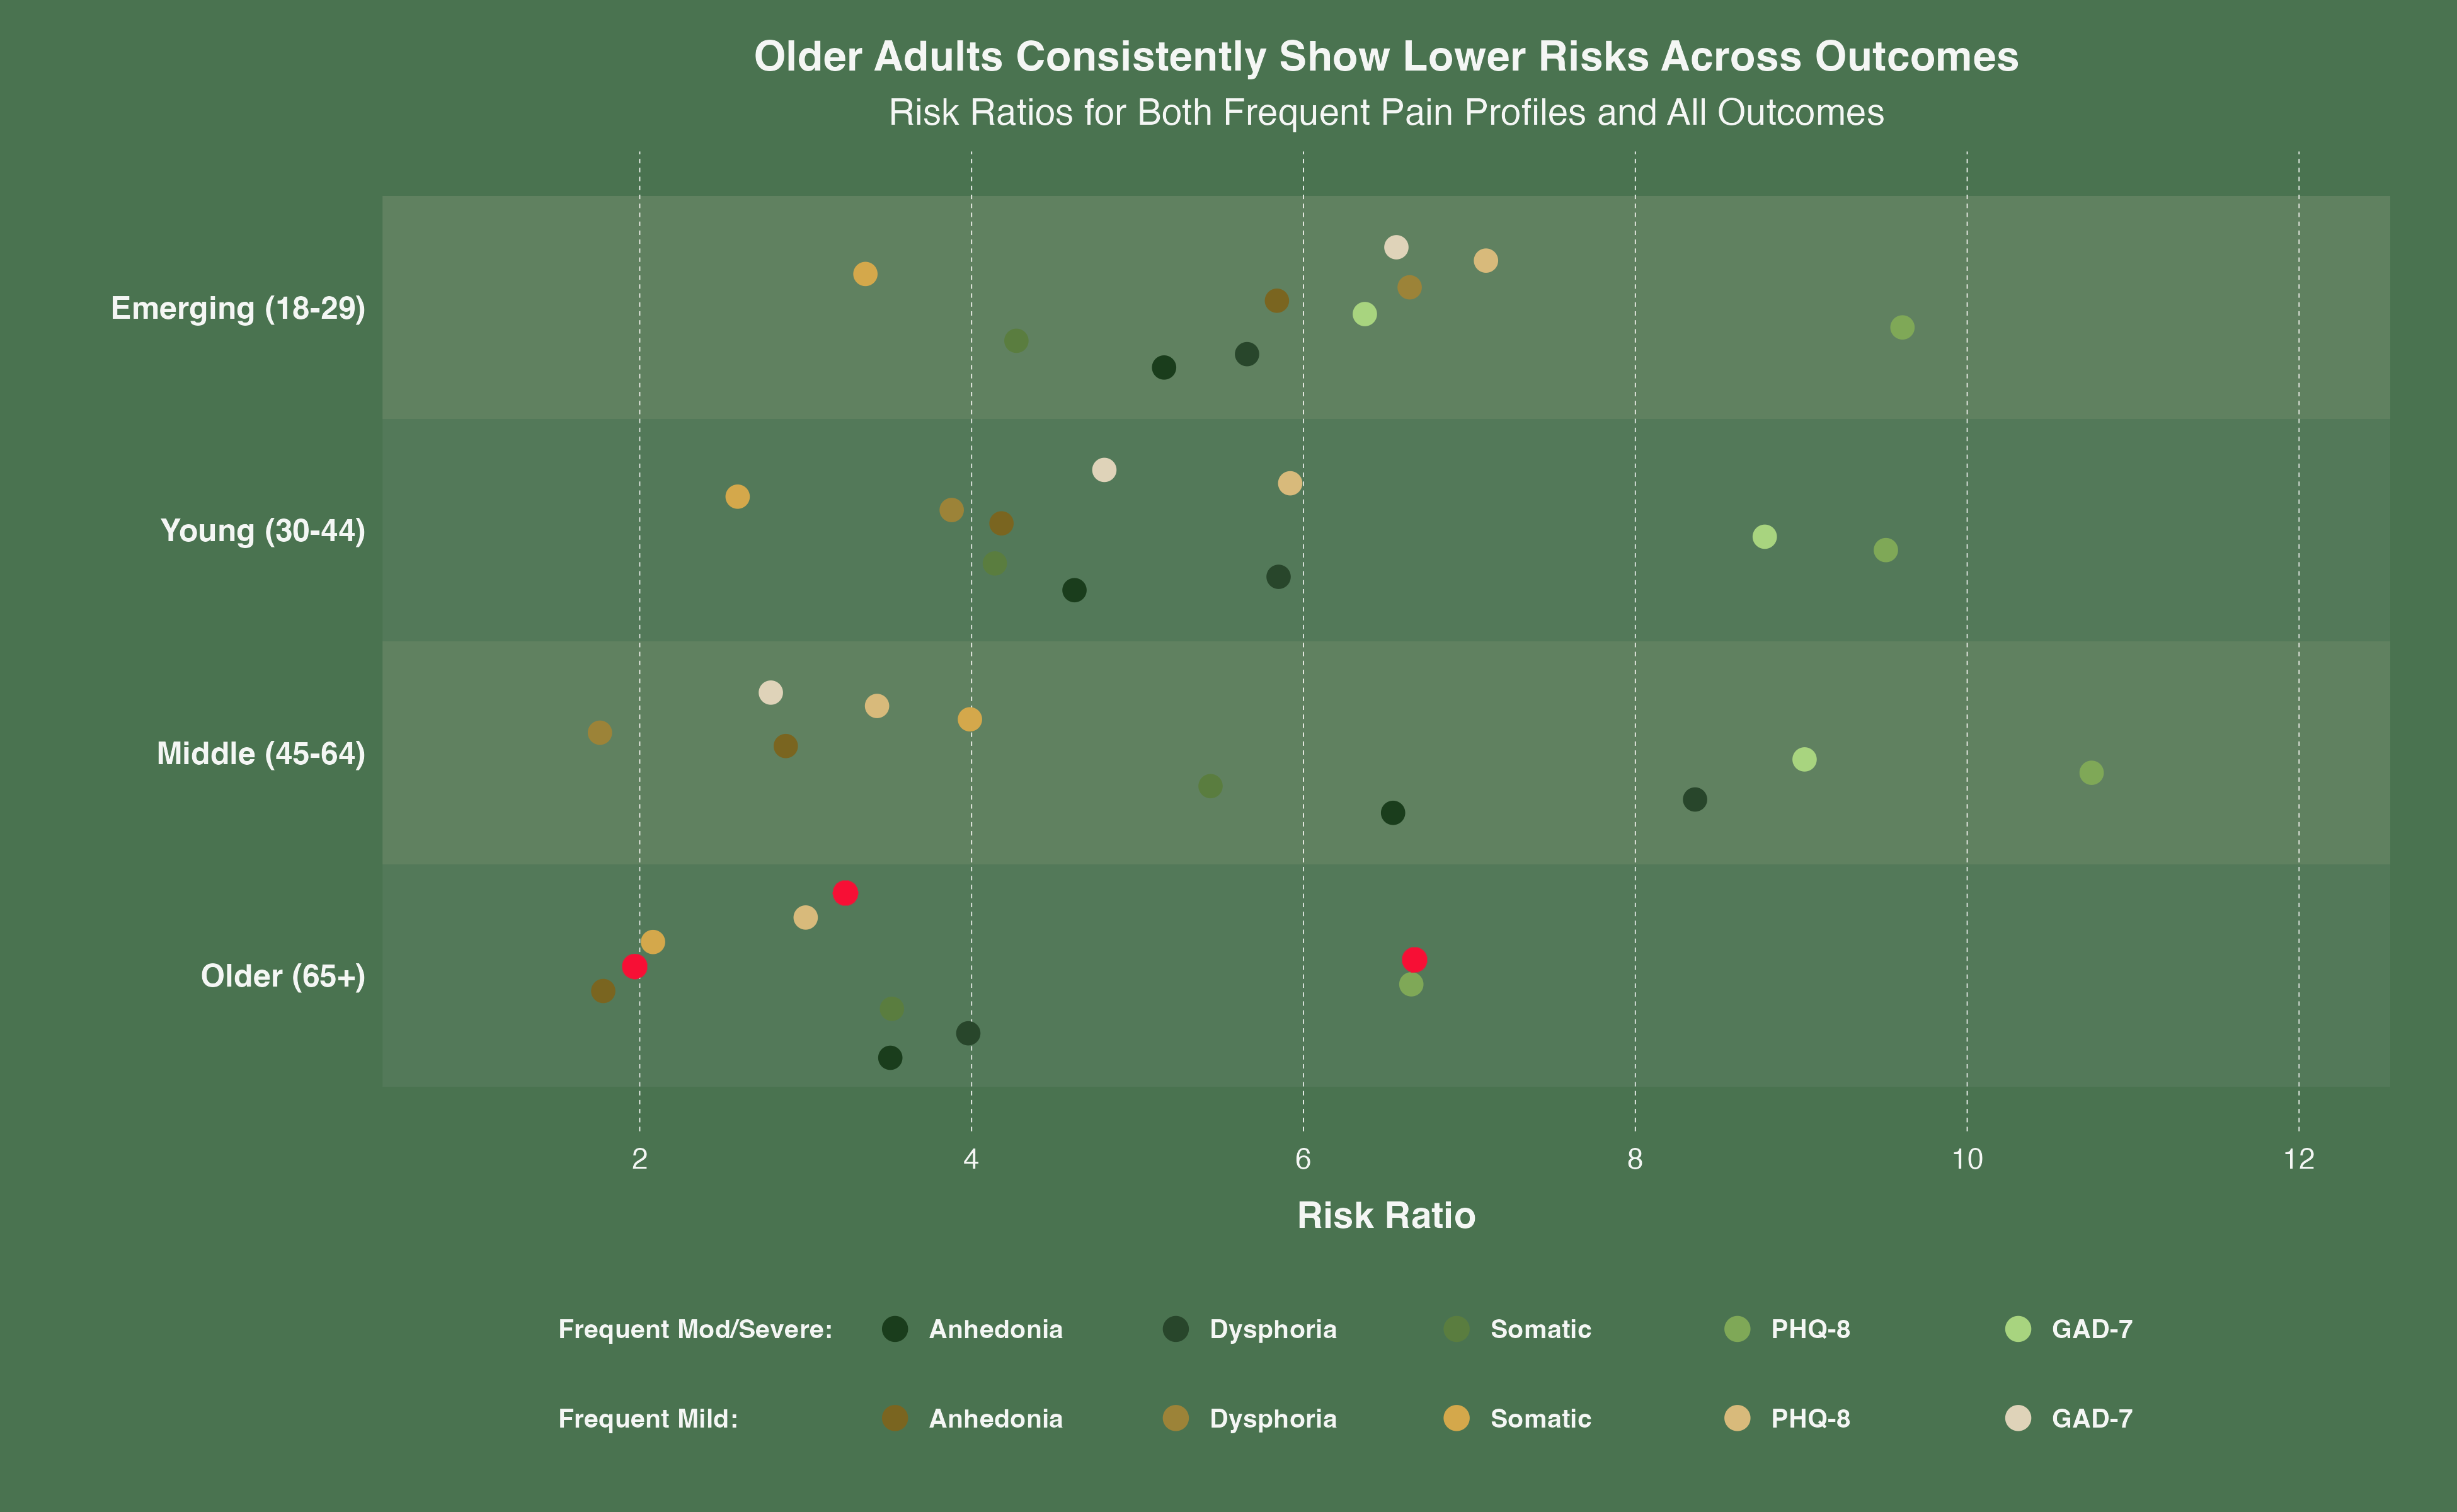 Older Adults Consistently Show Lower Risks Across Outcomes
Risk Ratios for Both Frequent Pain Profiles and All Outcomes
Emerging (18-29)
Young (30-44)
Middle (45-64)
Older (65+)
2 4 6 8 10 12
Risk Ratio
Frequent Mod/Severe: Anhedonia Dysphoria Somatic PHQ-8 GAD-7
Frequent Mild: Anhedonia Dysphoria Somatic PHQ-8 GAD-7